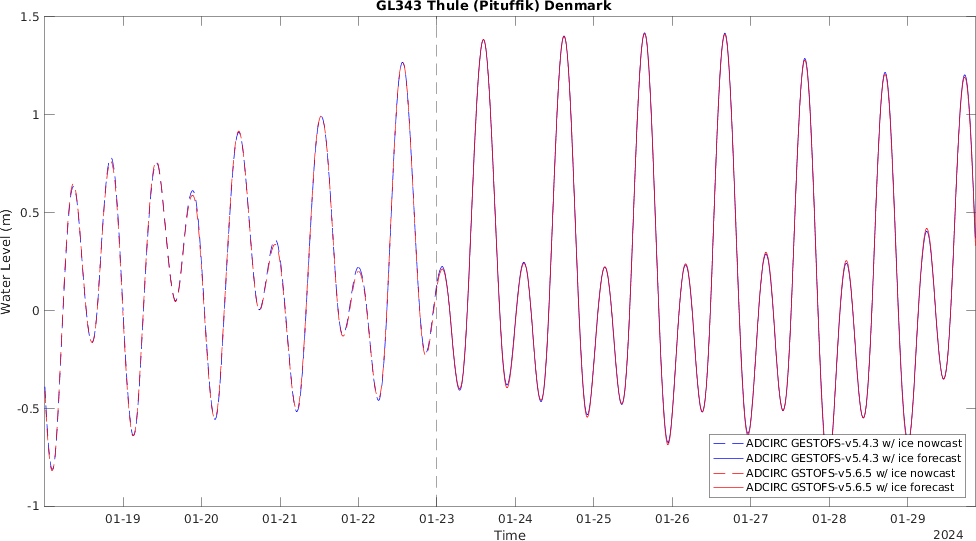 GL343 Thule (Pituffik) Denmark
Water Level (m)
1.5
1
0.5
0
-0.5
-1
01-19 01-20 01-21 01-22 01-23 01-24 01-25 01-26 01-27 01-28 01-29
Time
2024
ADCIRC GESTOFS-v5.4.3 w/ ice nowcast
ADCIRC GESTOFS-v5.4.3 w/ ice forecast
ADCIRC GSTOFS-v5.6.5 w/ ice nowcast
ADCIRC GSTOFS-v5.6.5 w/ ice forecast